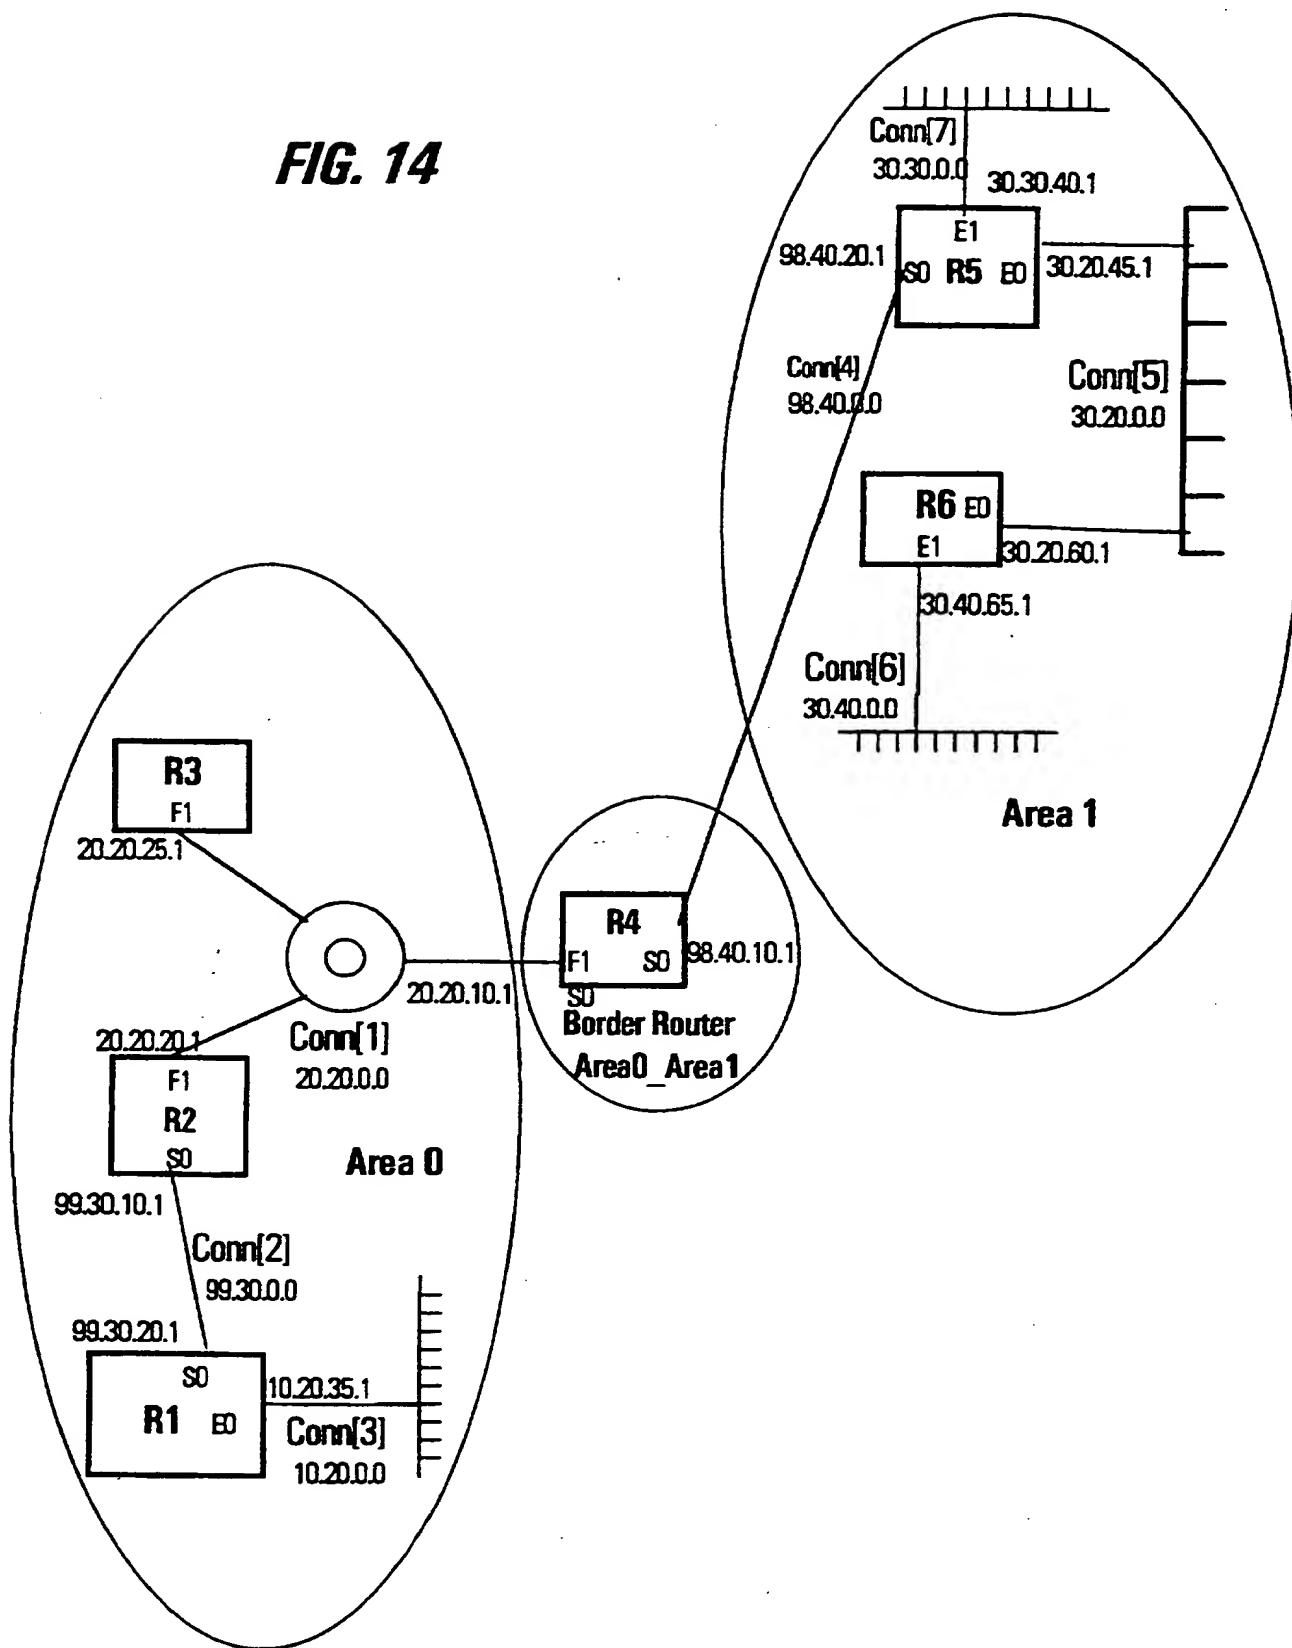 FIG. 14
Conn[7]
30.30.0.0
30.30.40.1
E1
98.40.20.1
S0 R5 E0
30.20.45.1
Conn[4]
98.40.0.0
Conn[5]
30.20.0.0
R6 E0
E1
30.20.60.1
30.40.65.1
Conn[6]
30.40.0.0
Area 1
R3
F1
20.20.25.1
R4
F1 S0
98.40.10.1
20.20.10.1
S0
Border Router
Area0_Area1
20.20.20.1
Conn[1]
20.20.0.0
F1
R2
S0
Area 0
99.30.10.1
Conn[2]
99.30.0.0
99.30.20.1
S0
10.20.35.1
R1 E0
Conn[3]
10.20.0.0